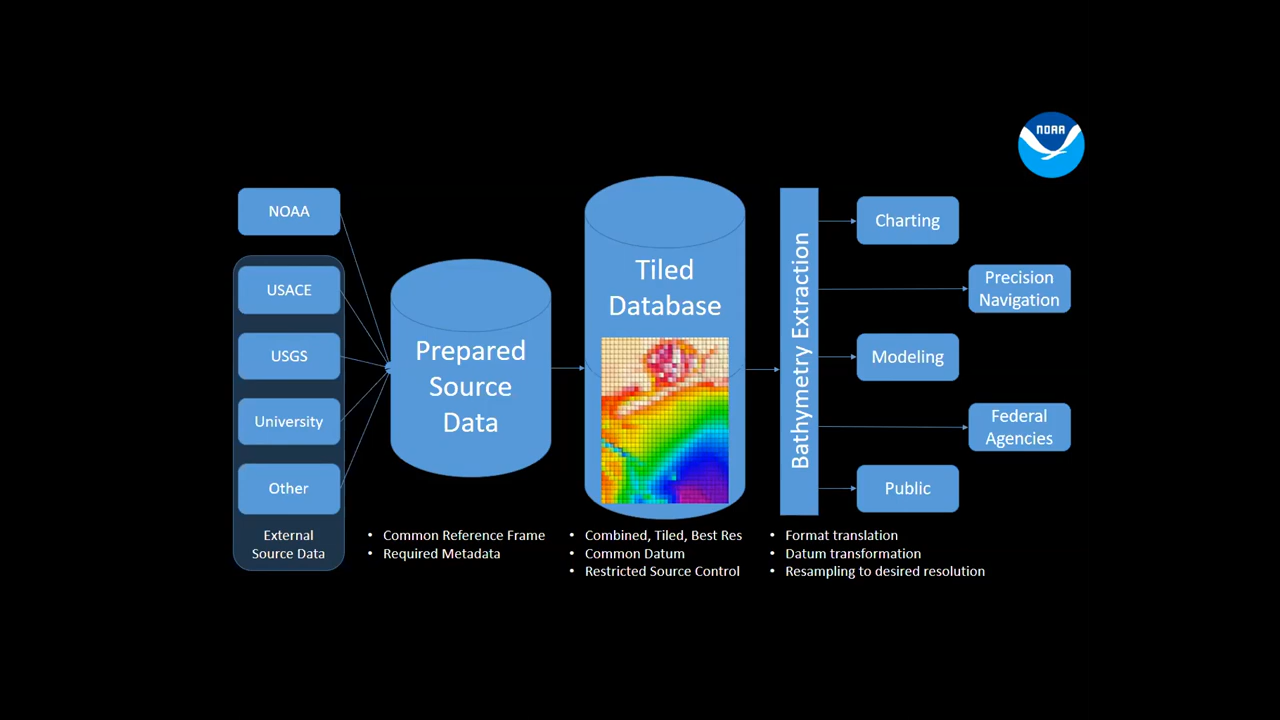 NOAA
NOAA
USACE
USGS
University
Other
External
Source Data
Prepared
Source
Data
• Common Reference Frame
• Required Metadata
Tiled
Database
• Combined, Tiled, Best Res
• Common Datum
• Restricted Source Control
Bathymetry Extraction
• Format translation
• Datum transformation
• Resampling to desired resolution
Charting
Precision
Navigation
Modeling
Federal
Agencies
Public